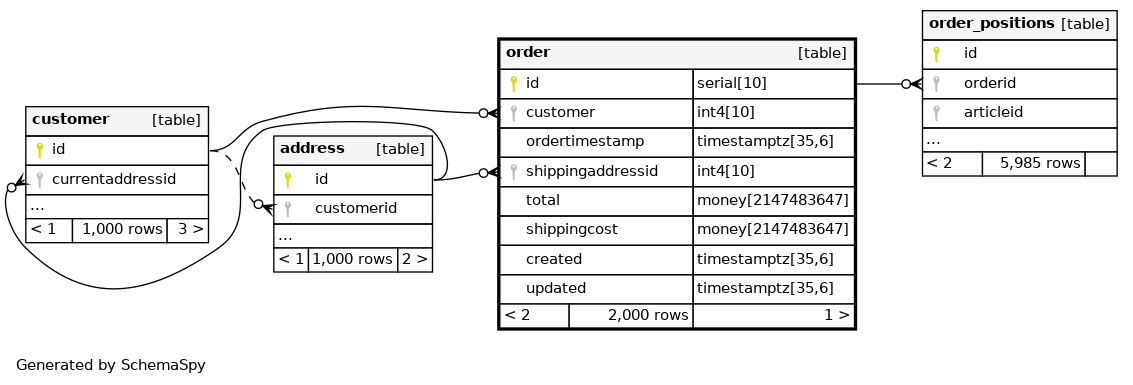 customer [table]
id
currentaddressid
...
< 1 1,000 rows 3 >
address [table]
id
customerid
...
< 1 1,000 rows 2 >
order [table]
id serial[10]
customer int4[10]
ordertimestamp timestamptz[35,6]
shippingaddressid int4[10]
total money[2147483647]
shippingcost money[2147483647]
created timestamptz[35,6]
updated timestamptz[35,6]
< 2 2,000 rows 1 >
order_positions [table]
id
orderid
articleid
...
< 2 5,985 rows
Generated by SchemaSpy